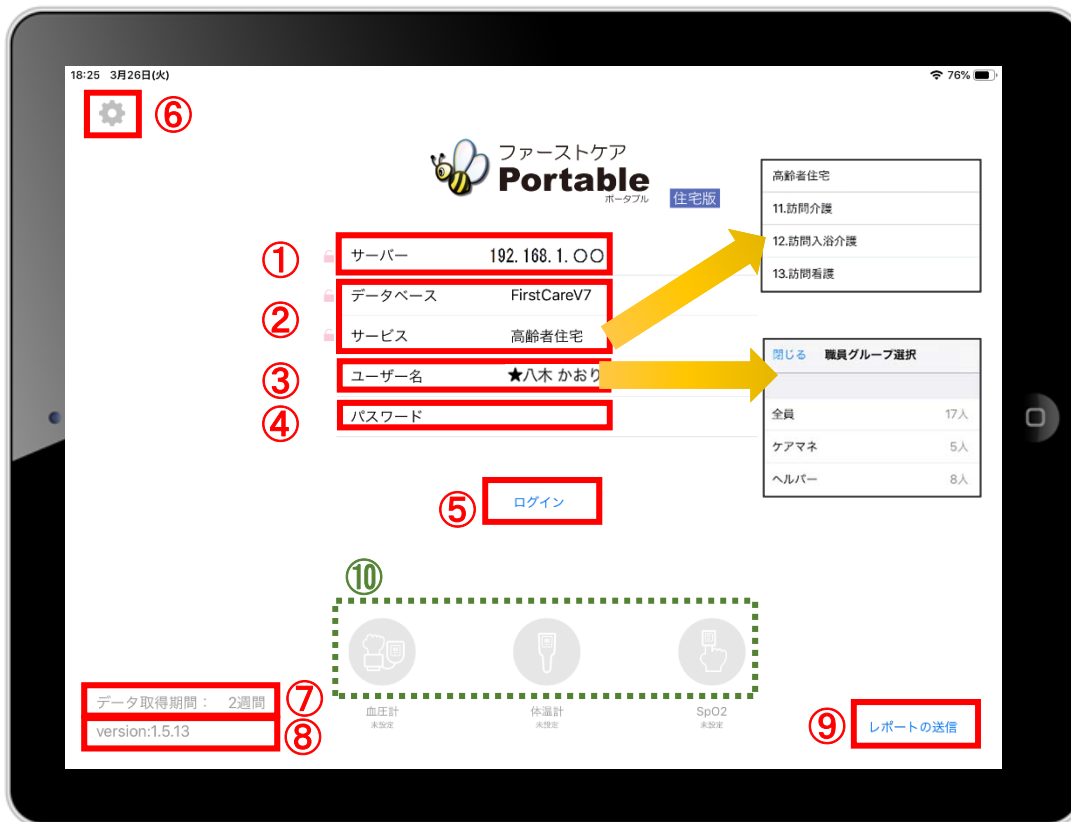 18:25 3月26日(火)
76%
⑥
ファーストケア
Portable
ポータブル
住宅版
① サーバー 192.168.1.○○
② データベース FirstCareV7
サービス 高齢者住宅
③ ユーザー名 ★八木 かおり
④ パスワード
⑤ ログイン
高齢者住宅
11.訪問介護
12.訪問入浴介護
13.訪問看護
閉じる 職員グループ選択
全員 17人
ケアマネ 5人
ヘルパー 8人
⑩
血圧計
未設定
体温計
未設定
SpO2
未設定
データ取得期間： 2週間 ⑦
version:1.5.13 ⑧
⑨ レポートの送信